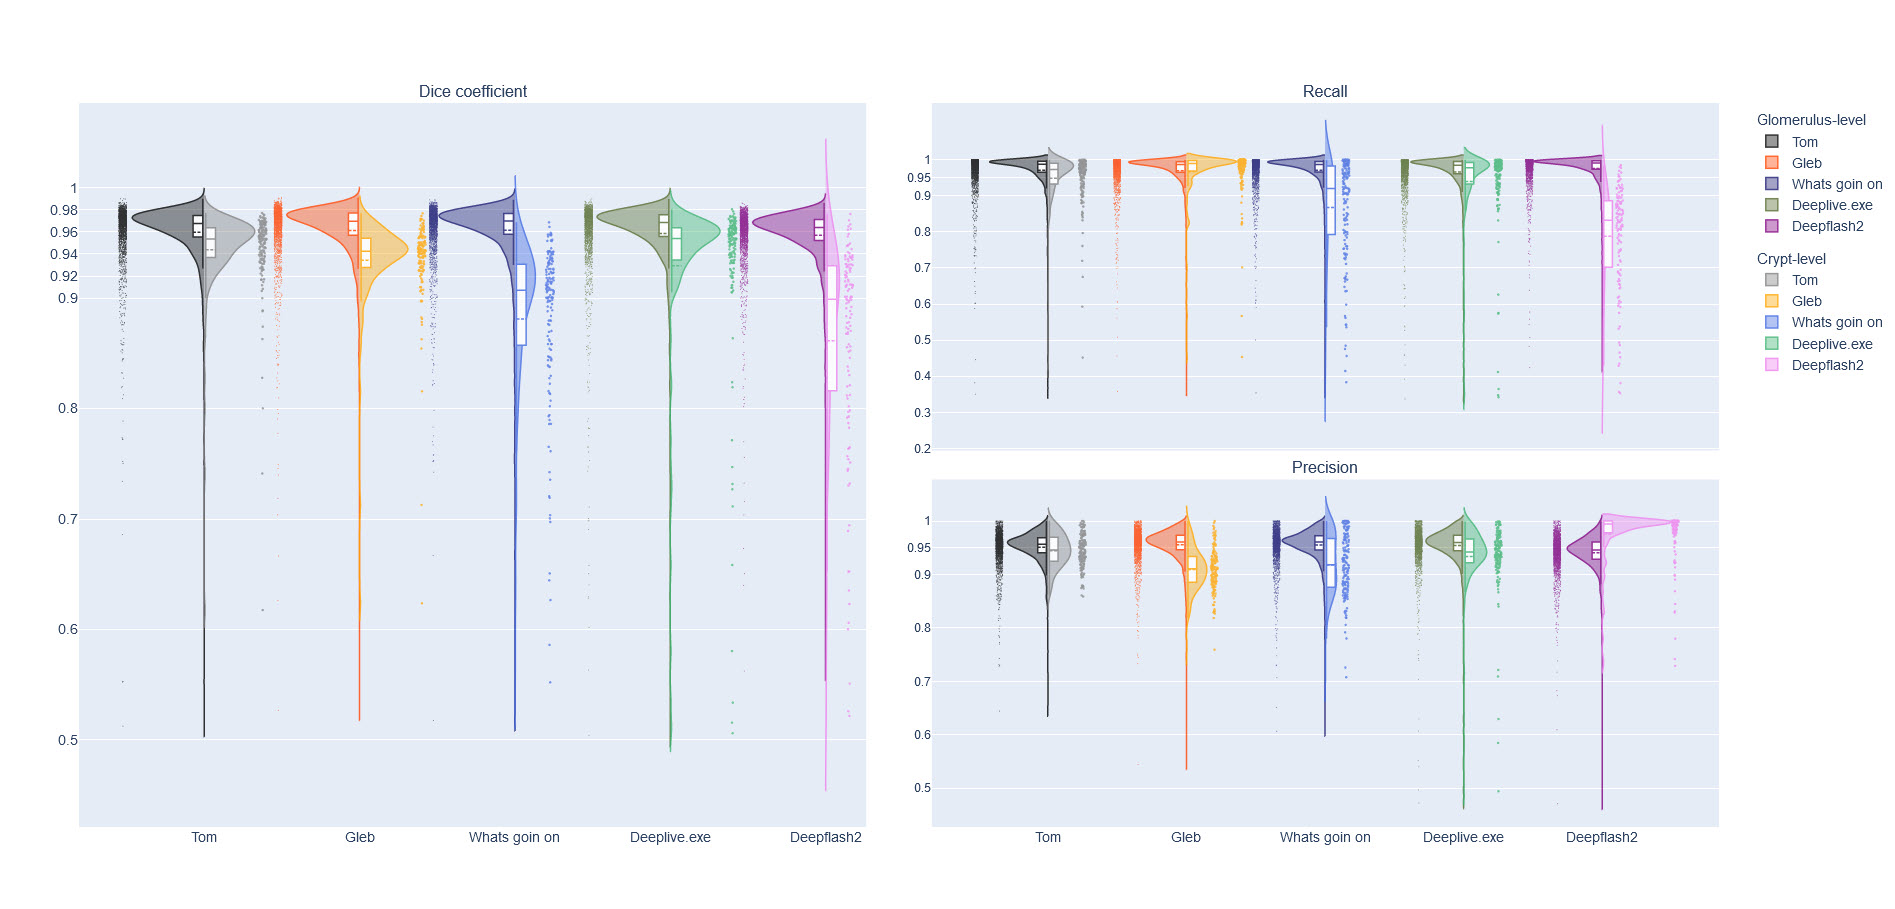 Dice coefficient
1
0.98
0.96
0.94
0.92
0.9
0.8
0.7
0.6
0.5
Tom
Gleb
Whats goin on
Deeplive.exe
Deepflash2
Recall
1
0.95
0.9
0.8
0.7
0.6
0.5
0.4
0.3
0.2
Precision
1
0.95
0.9
0.8
0.7
0.6
0.5
Tom
Gleb
Whats goin on
Deeplive.exe
Deepflash2
Glomerulus-level
Tom
Gleb
Whats goin on
Deeplive.exe
Deepflash2
Crypt-level
Tom
Gleb
Whats goin on
Deeplive.exe
Deepflash2